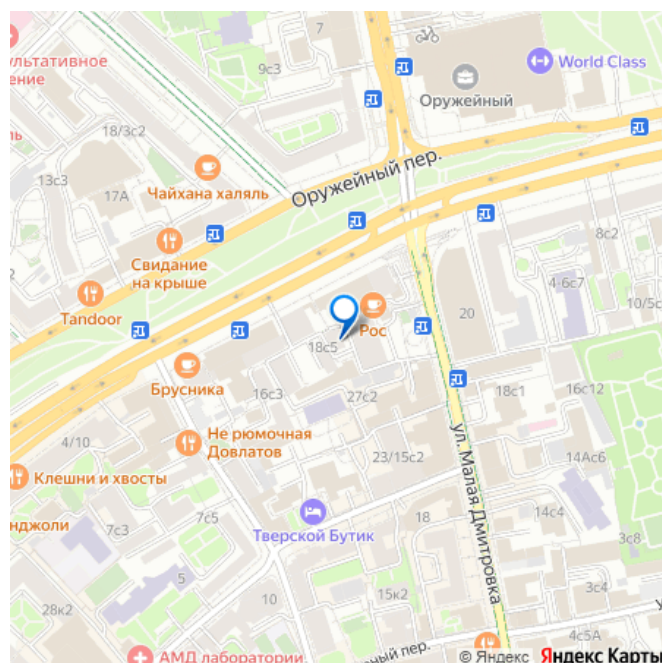 ультативное
ение
9с3
7
World Class
Оружейный
18/3с2
13с3
17А
Чайхана халяль
Оружейный пер.
8с2
Свидание
на крыше
4-6с7
10/5с
Tandoor
20
Рос
18с5
Брусника
16с3
27с2
18с1
16с12
Не рюмочная
Довлатов
4/10
23/15с2
14Ас6
ул. Малая Дмитровка
Клешни и хвосты
нджоли
7с3
7с5
18
14с4
Тверской Бутик
3с8
5
10
15к2
3с4
28к2
4с5А
ный пер.
АМД лаборатории
© Яндекс Яндекс Карты